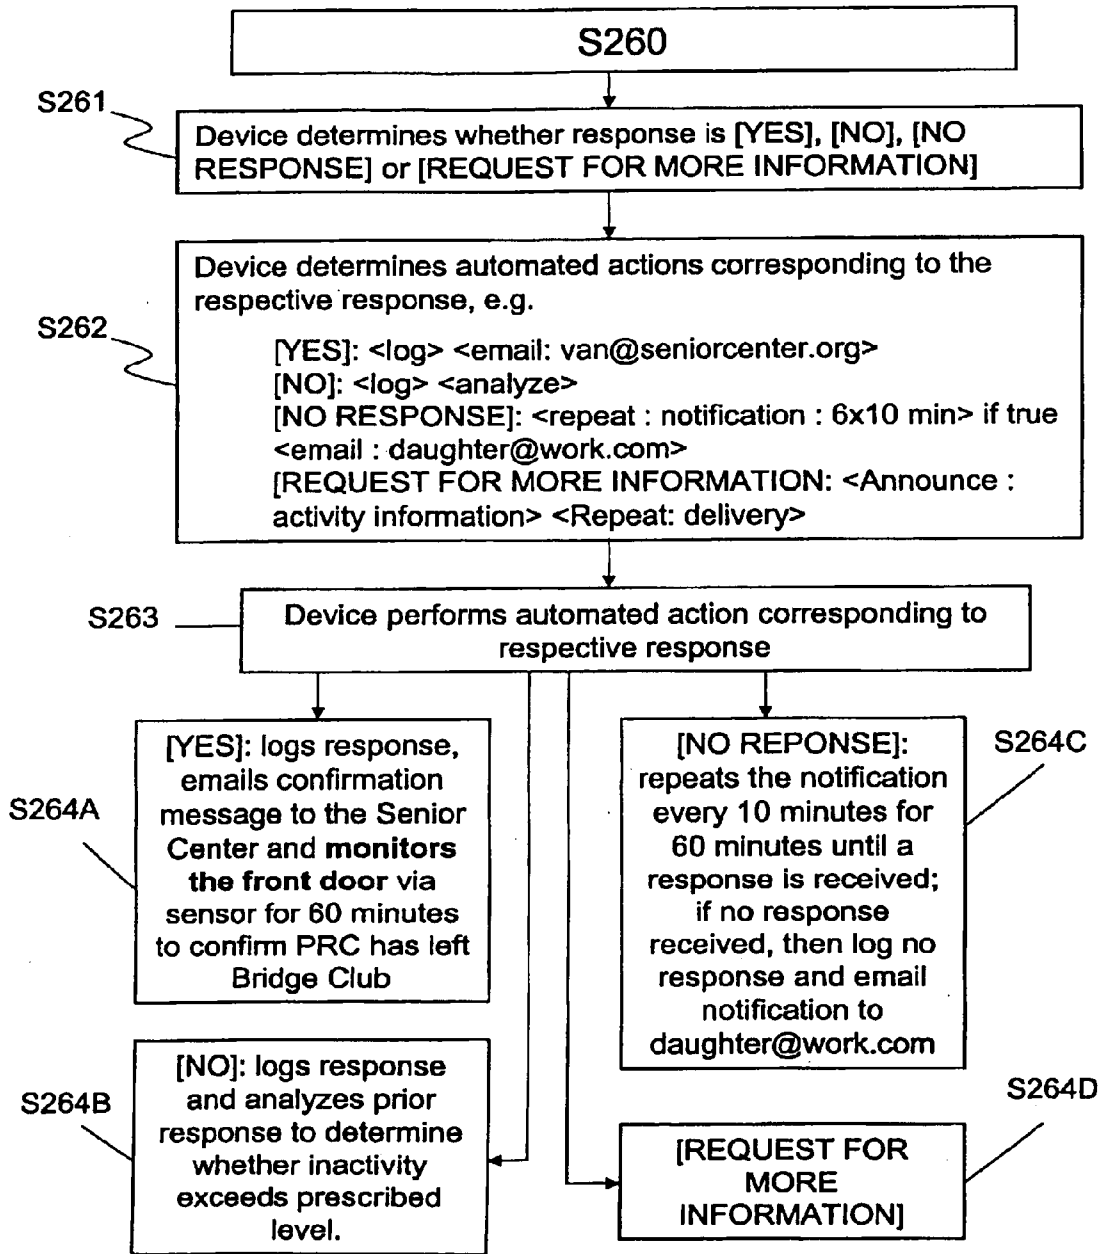 S260
S261
Device determines whether response is [YES], [NO], [NO
RESPONSE] or [REQUEST FOR MORE INFORMATION]
S262
Device determines automated actions corresponding to the
respective response, e.g.
[YES]: <log> <email: van@seniorcenter.org>
[NO]: <log> <analyze>
[NO RESPONSE]: <repeat : notification : 6x10 min> if true
<email : daughter@work.com>
[REQUEST FOR MORE INFORMATION: <Announce :
activity information> <Repeat: delivery>
S263
Device performs automated action corresponding to
respective response
S264A
[YES]: logs response,
emails confirmation
message to the Senior
Center and monitors
the front door via
sensor for 60 minutes
to confirm PRC has left
Bridge Club
S264B
[NO]: logs response
and analyzes prior
response to determine
whether inactivity
exceeds prescribed
level.
S264C
[NO REPONSE]:
repeats the notification
every 10 minutes for
60 minutes until a
response is received;
if no response
received, then log no
response and email
notification to
daughter@work.com
S264D
[REQUEST FOR
MORE
INFORMATION]